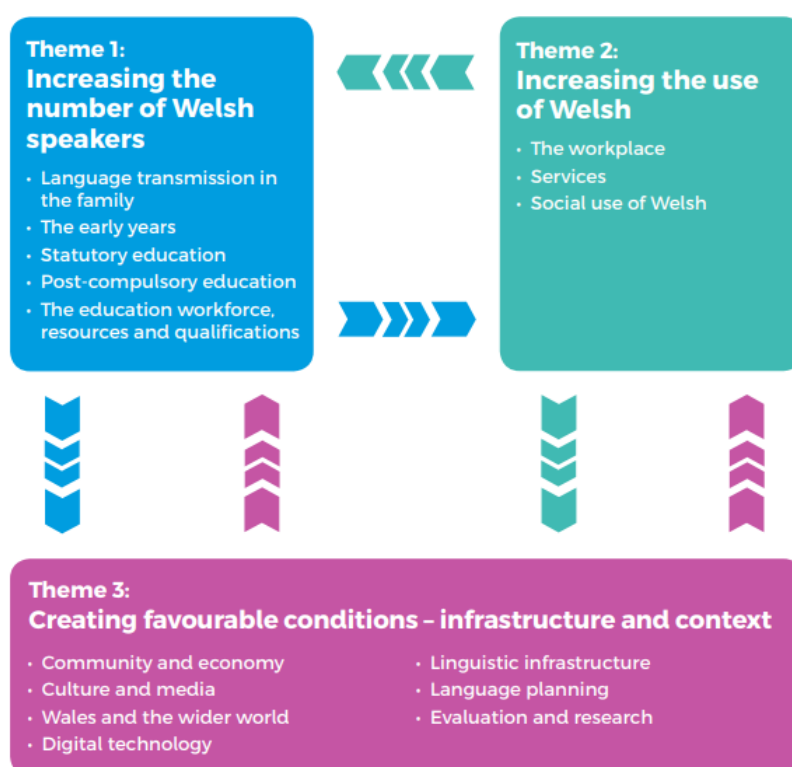 Theme 1:
Increasing the
number of Welsh
speakers
• Language transmission in
the family
• The early years
• Statutory education
• Post-compulsory education
• The education workforce,
resources and qualifications
Theme 2:
Increasing the use
of Welsh
• The workplace
• Services
• Social use of Welsh
Theme 3:
Creating favourable conditions – infrastructure and context
• Community and economy
• Culture and media
• Wales and the wider world
• Digital technology
• Linguistic infrastructure
• Language planning
• Evaluation and research